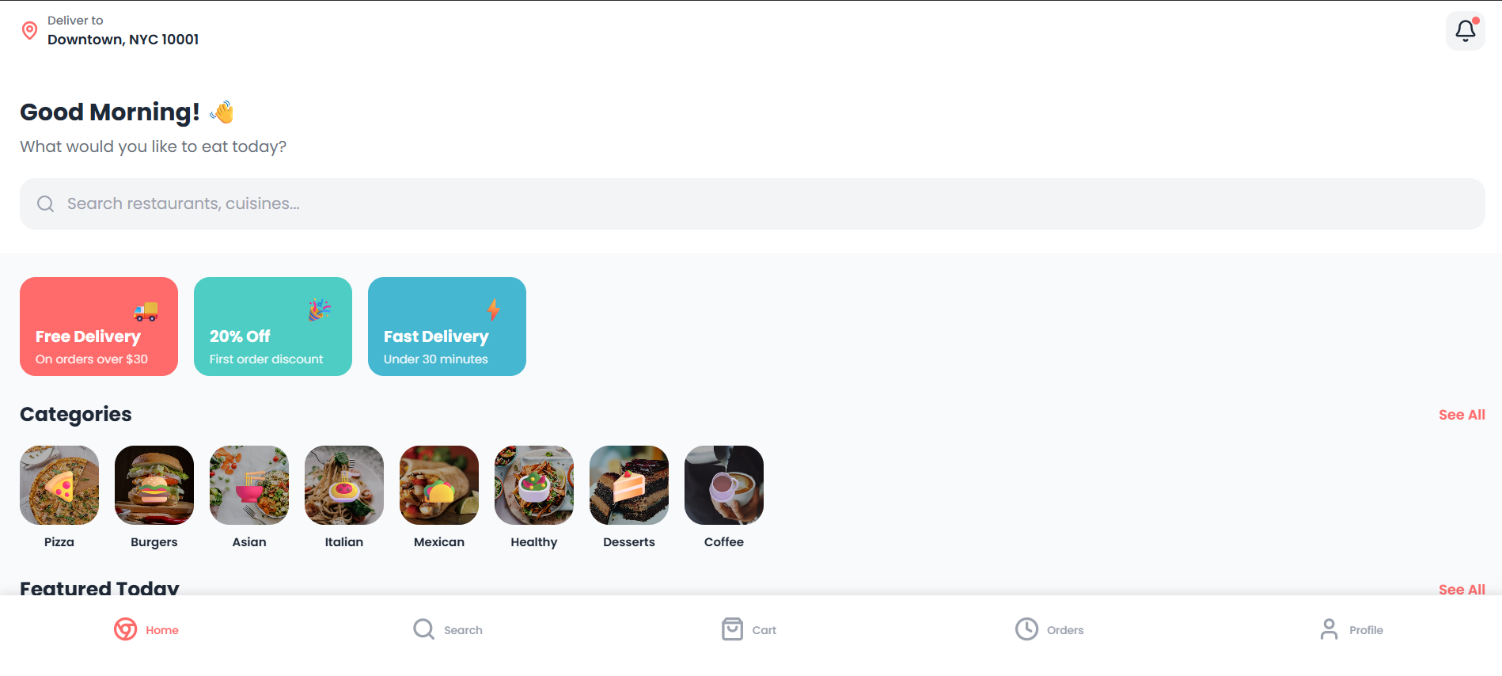 Deliver to
Downtown, NYC 10001
Good Morning! 👋
What would you like to eat today?
Search restaurants, cuisines...
Free Delivery
On orders over $30
20% Off
First order discount
Fast Delivery
Under 30 minutes
Categories
See All
Pizza
Burgers
Asian
Italian
Mexican
Healthy
Desserts
Coffee
Featured Today
See All
Home
Search
Cart
Orders
Profile